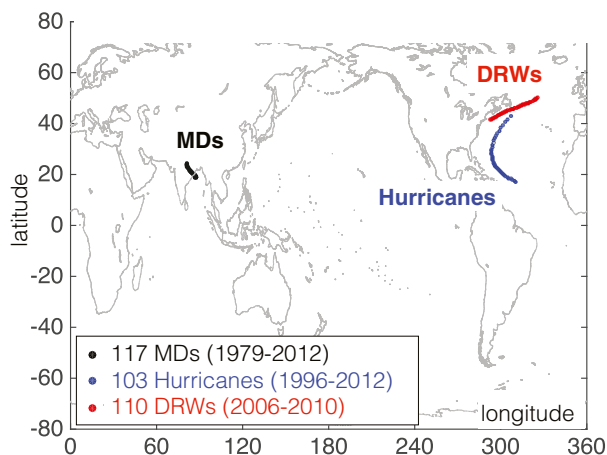 80
60
40
20
0
-20
-40
-60
-80
latitude
DRWs
MDs
Hurricanes
117 MDs (1979-2012)
103 Hurricanes (1996-2012)
110 DRWs (2006-2010)
longitude
0 60 120 180 240 300 360